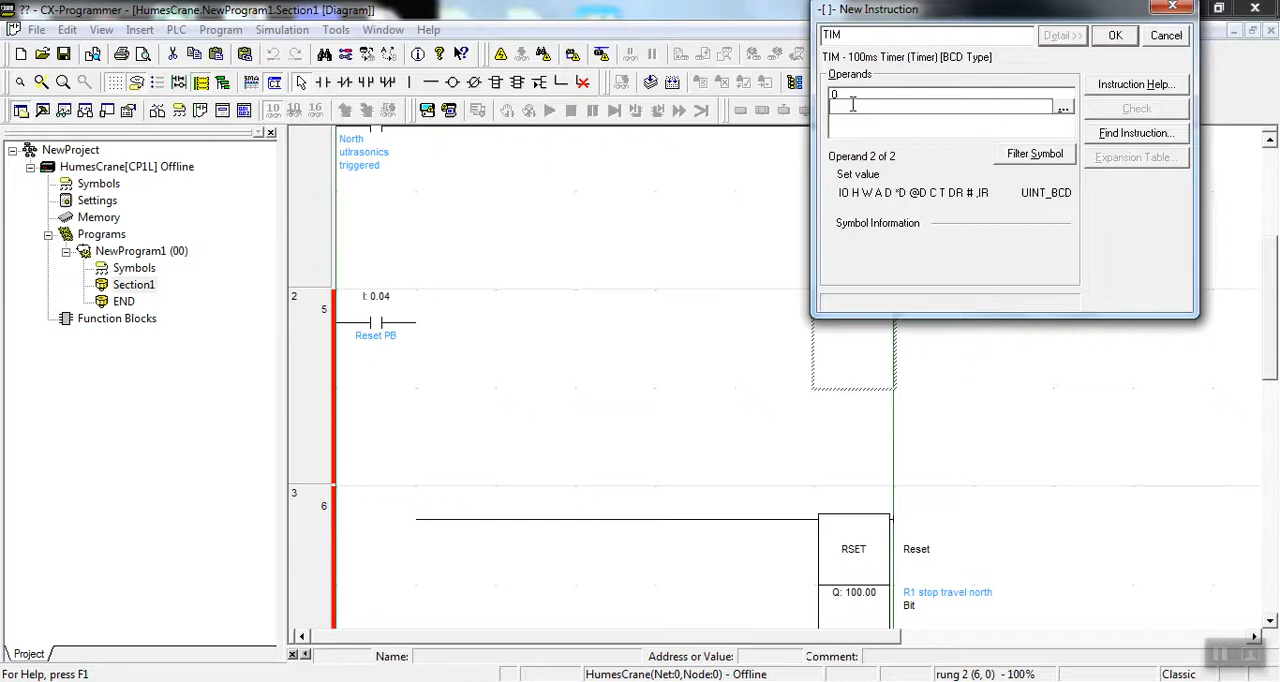 ?? - CX-Programmer - [HumesCrane.NewProgram1.Section1 [Diagram]]
File Edit View Insert PLC Program Simulation Tools Window Help
10 10 16
NewProject
HumesCrane[CP1L] Offline
Symbols
Settings
Memory
Programs
NewProgram1 (00)
Symbols
Section1
END
Function Blocks
Project
North
utlrasonics
triggered
2
5
I: 0.04
Reset PB
3
6
RSET
Reset
Q: 100.00
R1 stop travel north
Bit
-[ ]- New Instruction
TIM
Detail >>
OK
Cancel
TIM - 100ms Timer (Timer) [BCD Type]
Operands
0
...
Instruction Help...
Check
Find Instruction...
Expansion Table...
Operand 2 of 2
Filter Symbol
Set value
IO H W A D *D @D C T DR # ,IR
UINT_BCD
Symbol Information
Name:
Address or Value:
Comment:
For Help, press F1
HumesCrane(Net:0,Node:0) - Offline
rung 2 (6, 0) - 100%
Classic